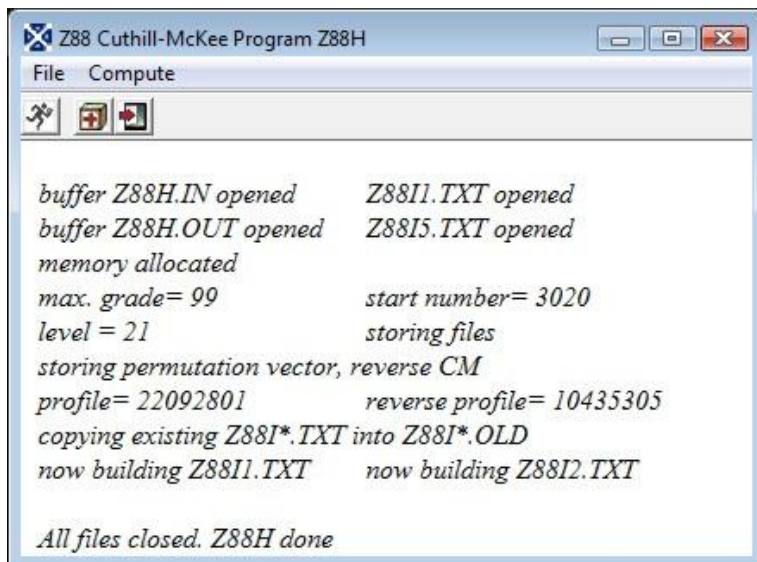 Z88 Cuthill-McKee Program Z88H
File Compute
buffer Z88H.IN opened Z88I1.TXT opened
buffer Z88H.OUT opened Z88I5.TXT opened
memory allocated
max. grade= 99 start number= 3020
level = 21 storing files
storing permutation vector, reverse CM
profile= 22092801 reverse profile= 10435305
copying existing Z88I*.TXT into Z88I*.OLD
now building Z88I1.TXT now building Z88I2.TXT
All files closed. Z88H done